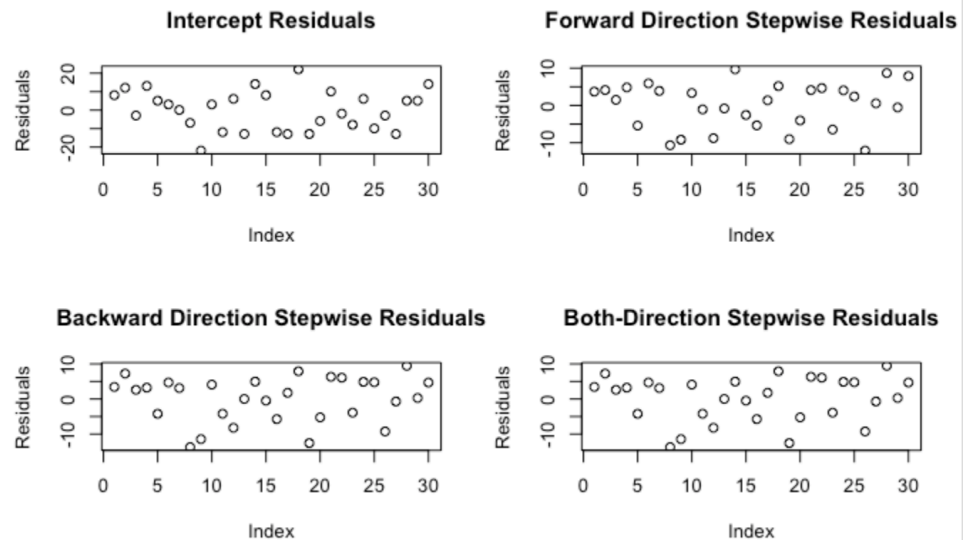 Intercept Residuals
Residuals
20
0
-20
0 5 10 15 20 25 30
Index
Forward Direction Stepwise Residuals
Residuals
10
0
-10
0 5 10 15 20 25 30
Index
Backward Direction Stepwise Residuals
Residuals
10
0
-10
0 5 10 15 20 25 30
Index
Both-Direction Stepwise Residuals
Residuals
10
0
-10
0 5 10 15 20 25 30
Index